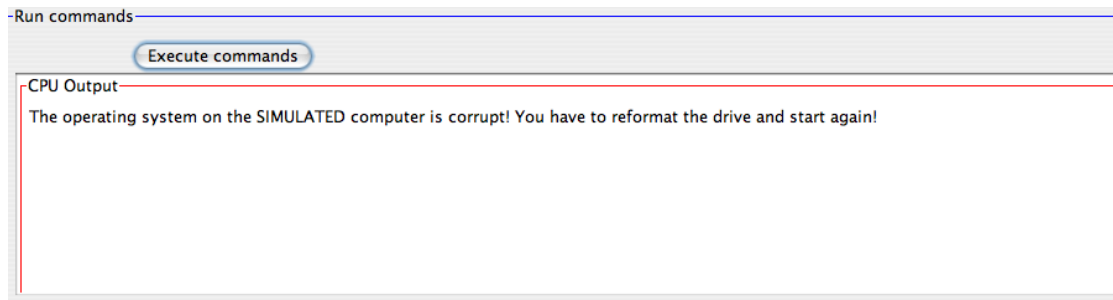 Run commands
Execute commands
CPU Output
The operating system on the SIMULATED computer is corrupt! You have to reformat the drive and start again!